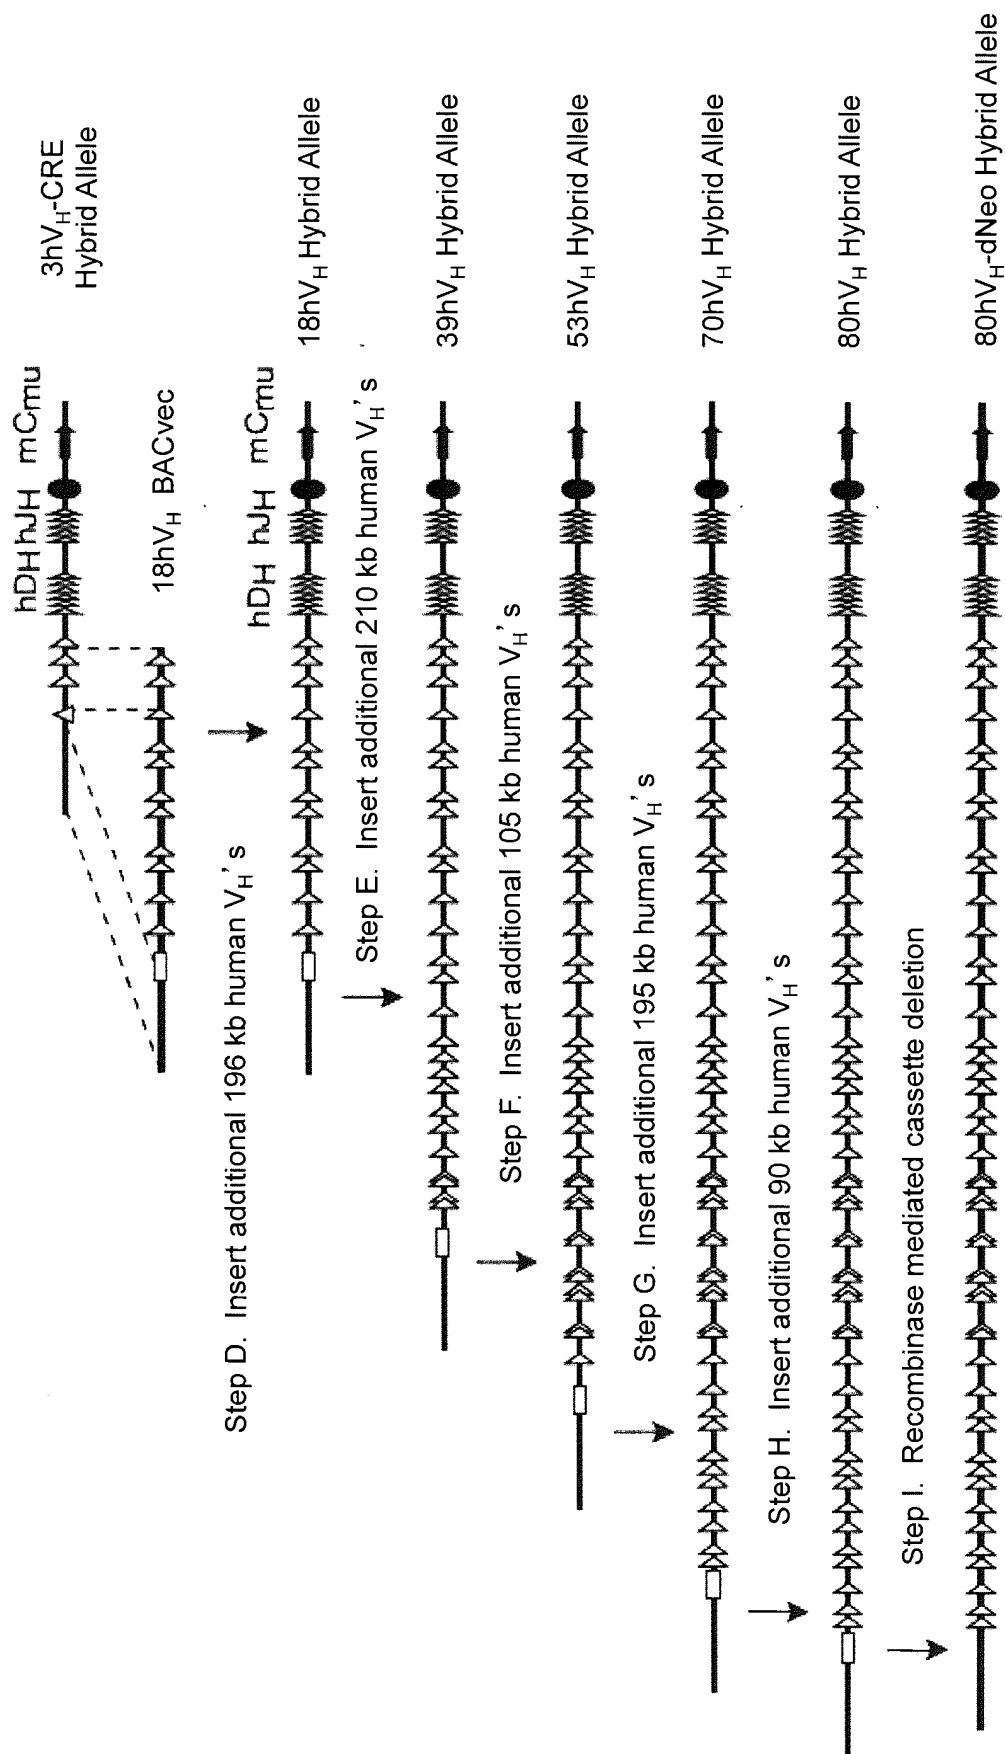 3hVH-CRE
Hybrid Allele
hDH hJH mCmu
18hVH BACvec
Step D. Insert additional 196 kb human VH's
hDH hJH mCmu
18hVH Hybrid Allele
Step E. Insert additional 210 kb human VH's
39hVH Hybrid Allele
Step F. Insert additional 105 kb human VH's
53hVH Hybrid Allele
Step G. Insert additional 195 kb human VH's
70hVH Hybrid Allele
Step H. Insert additional 90 kb human VH's
80hVH Hybrid Allele
Step I. Recombinase mediated cassette deletion
80hVH-dNeo Hybrid Allele